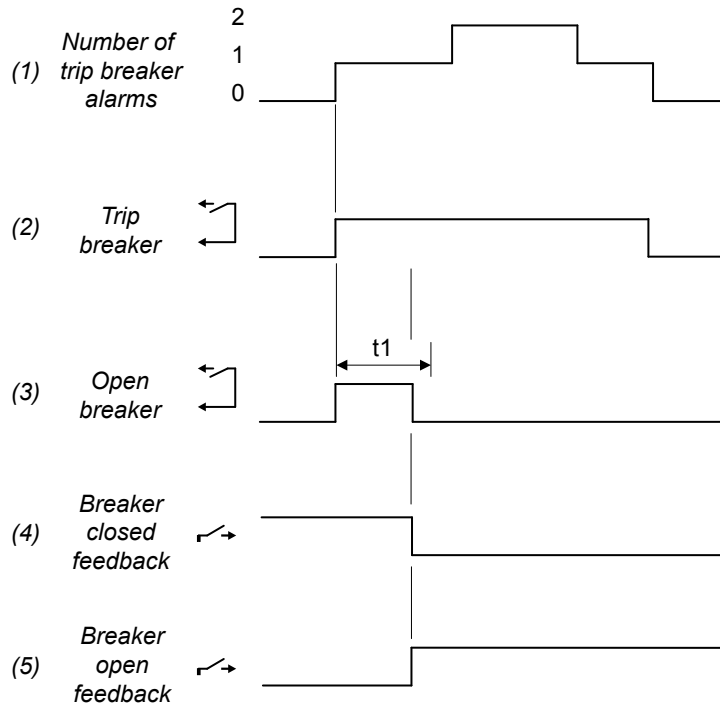 2
Number of
1
(1) trip breaker
alarms
0
Trip
(2)
breaker
t1
Open
(3)
breaker
Breaker
(4) closed
feedback
Breaker
(5) open
feedback